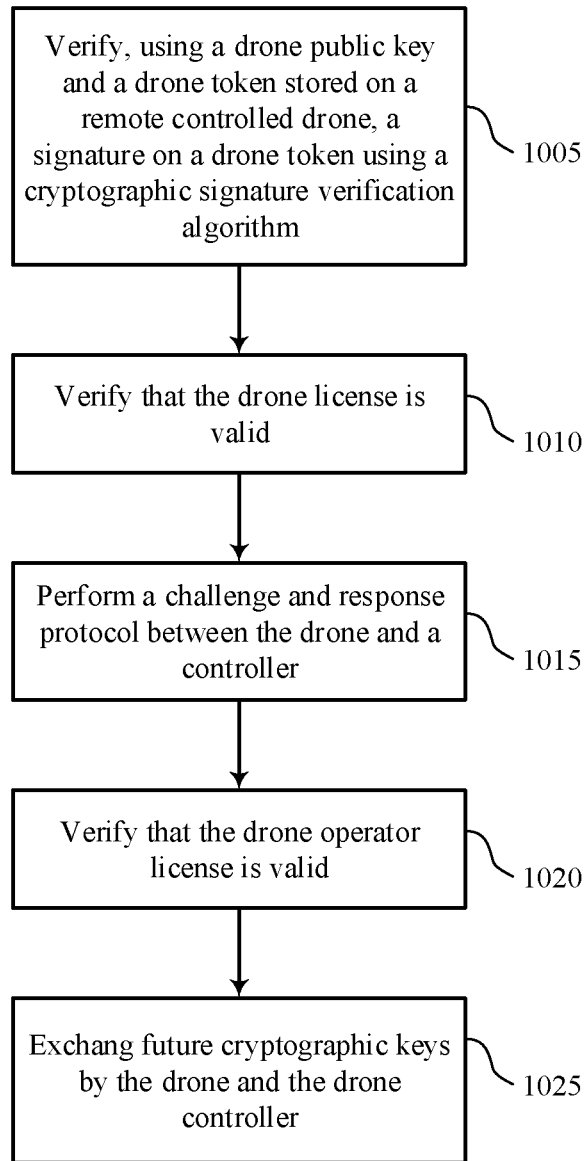 Verify, using a drone public key
and a drone token stored on a
remote controlled drone, a
signature on a drone token using a
cryptographic signature verification
algorithm
1005
Verify that the drone license is
valid
1010
Perform a challenge and response
protocol between the drone and a
controller
1015
Verify that the drone operator
license is valid
1020
Exchang future cryptographic keys
by the drone and the drone
controller
1025